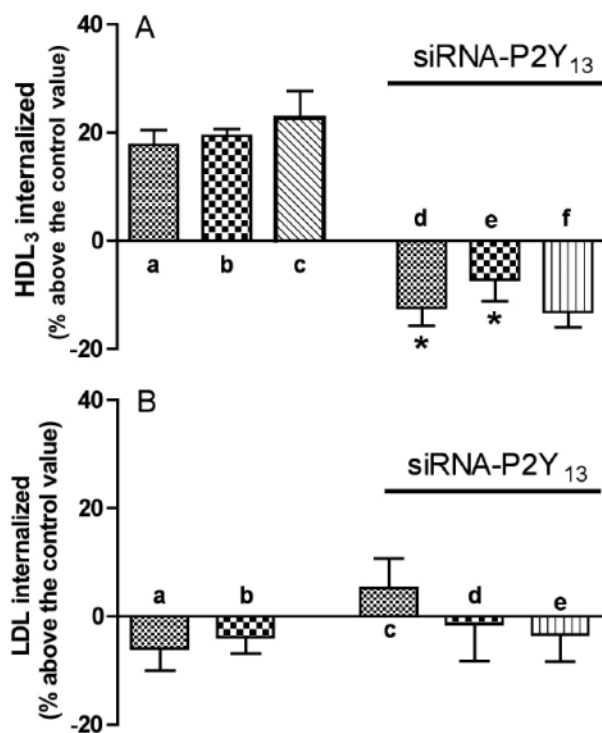 A
siRNA-P2Y13
HDL3 internalized
(% above the control value)
40
20
0
-20
a
b
c
d
e
f
*
*
B
siRNA-P2Y13
LDL internalized
(% above the control value)
40
20
0
-20
a
b
c
d
e